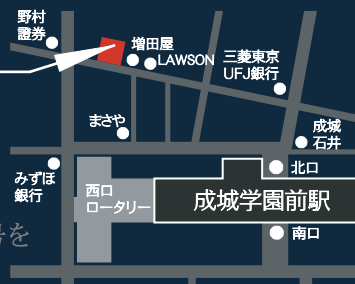 野村
證券
増田屋
LAWSON
三菱東京
UFJ銀行
まさや
成城
石井
みずほ
銀行
西口
ロータリー
北口
成城学園前駅
南口
を